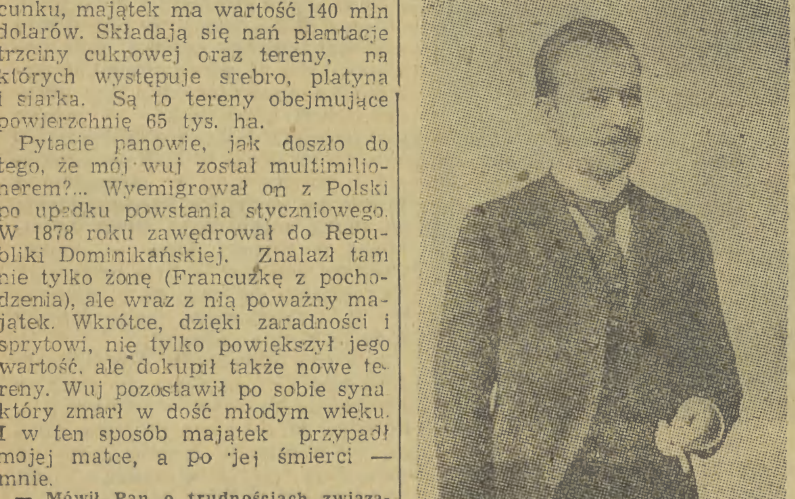 cunku, majątek ma wartość 140 mln
dolarów. Składają się nań plantacje
trzciny cukrowej oraz tereny, na
których występuje srebro, platyna
i siarka. Są to tereny obejmujące
powierzchnię 65 tys. ha.
Pytacie panowie, jak doszło do
tego, że mój wuj został multimilio-
nerem?... Wyemigrował on z Polski
po upadku powstania styczniowego.
W 1878 roku zawędrował do Repu-
bliki Dominikańskiej. Znalazł tam
nie tylko żonę (Francuzkę z pocho-
dzenia), ale wraz z nią poważny ma-
jątek. Wkrótce, dzięki zaradności i
sprytowi, nie tylko powiększył jego
wartość, ale dokupił także nowe te-
reny. Wuj pozostawił po sobie syna
który zmarł w dość młodym wieku.
I w ten sposób majątek przypadł
mojej matce, a po jej śmierci —
mnie.
— Mówił Pan o trudnościach związa-